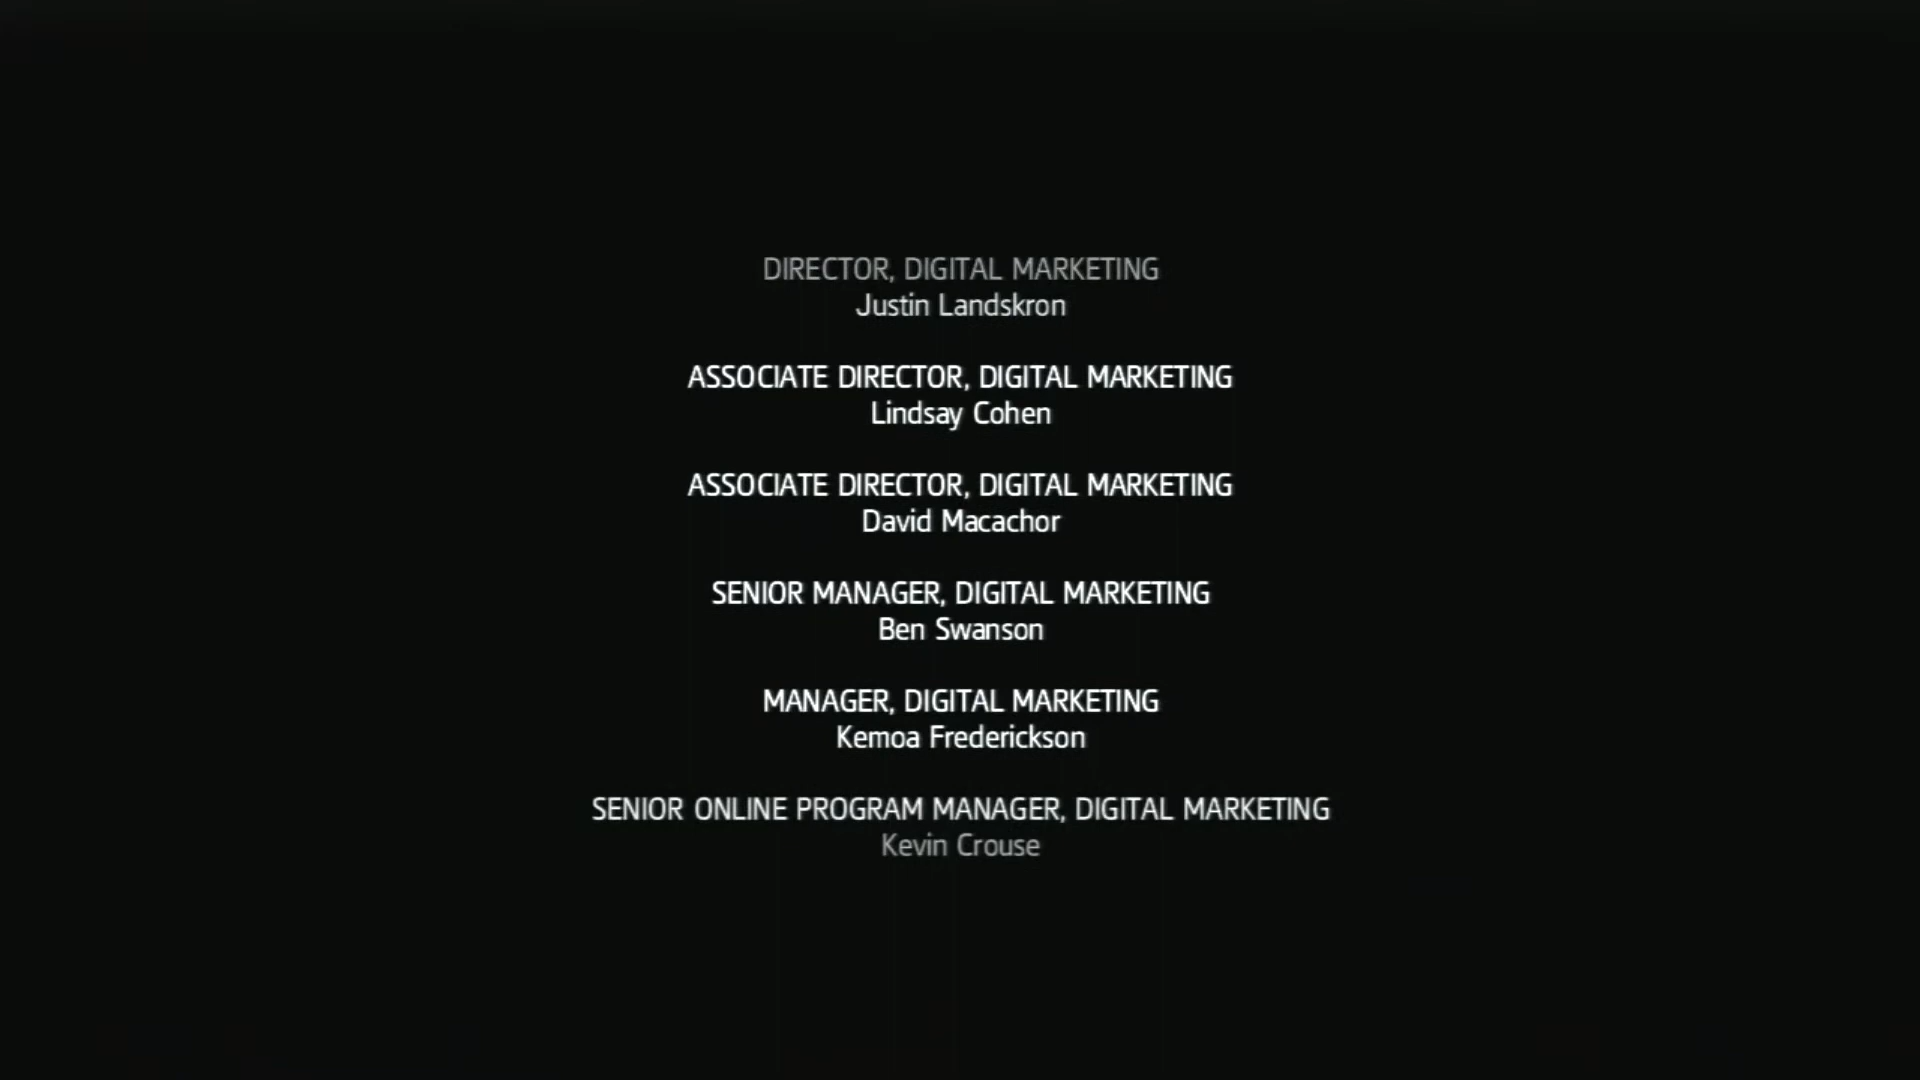 DIRECTOR, DIGITAL MARKETING
Justin Landskron
ASSOCIATE DIRECTOR, DIGITAL MARKETING
Lindsay Cohen
ASSOCIATE DIRECTOR, DIGITAL MARKETING
David Macachor
SENIOR MANAGER, DIGITAL MARKETING
Ben Swanson
MANAGER, DIGITAL MARKETING
Kemoa Frederickson
SENIOR ONLINE PROGRAM MANAGER, DIGITAL MARKETING
Kevin Crouse